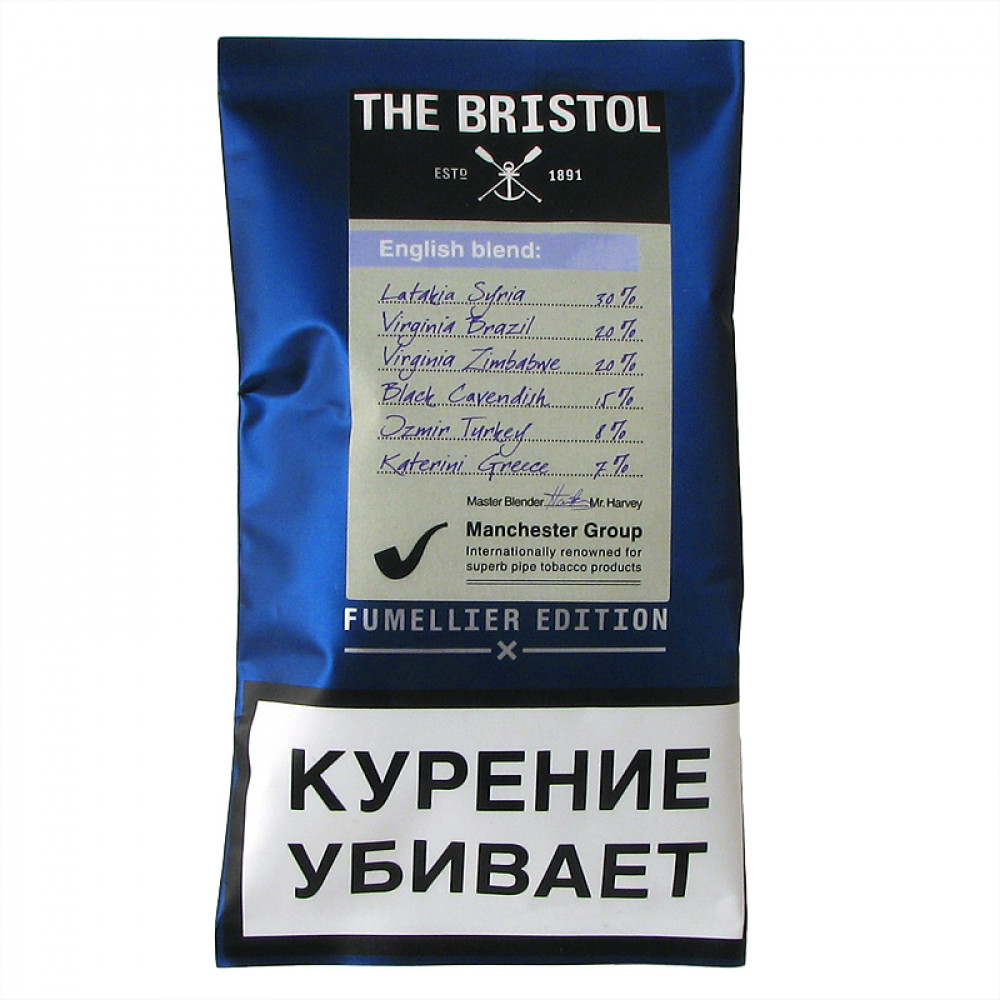 THE BRISTOL
ESTD 1891
English blend:
Latakia Syria 30%
Virginia Brazil 20%
Virginia Zimbabwe 20%
Black Cavendish 15%
Ozmir Turkey 8%
Katerini Greece 7%
Master Blender Mr. Harvey
Manchester Group
Internationally renowned for
superb pipe tobacco products
FUMELLIER EDITION
КУРЕНИЕ
УБИВАЕТ